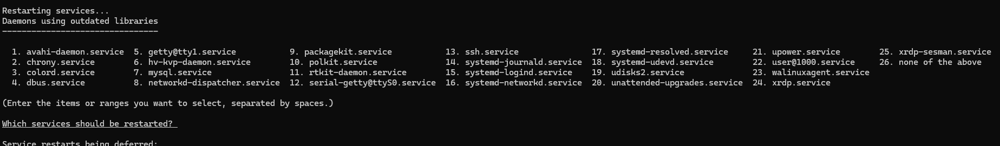 Restarting services...
Daemons using outdated libraries
--------------------------------
1. avahi-daemon.service  5. getty@tty1.service           9. packagekit.service            13. ssh.service               17. systemd-resolved.service     21. upower.service        25. xrdp-sesman.service
2. chrony.service        6. hv-kvp-daemon.service        10. polkit.service               14. systemd-journald.service  18. systemd-udevd.service        22. user@1000.service     26. none of the above
3. colord.service        7. mysql.service                11. rtkit-daemon.service         15. systemd-logind.service    19. udisks2.service              23. walinuxagent.service
4. dbus.service          8. networkd-dispatcher.service  12. serial-getty@ttyS0.service   16. systemd-networkd.service  20. unattended-upgrades.service  24. xrdp.service
(Enter the items or ranges you want to select, separated by spaces.)
Which services should be restarted?
Service restarts being deferred: